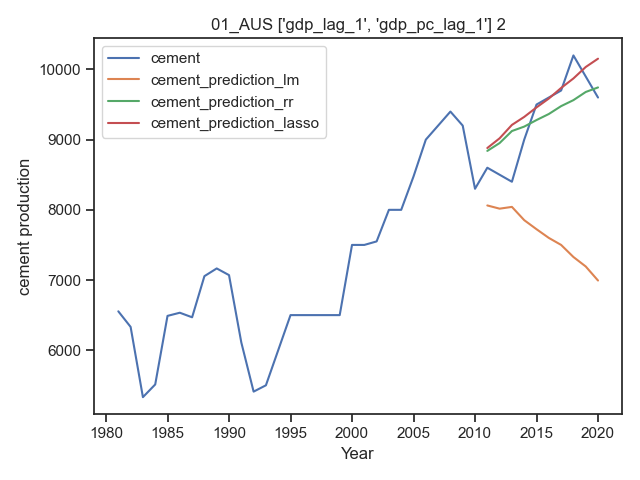 01_AUS ['gdp_lag_1', 'gdp_pc_lag_1'] 2
cement
cement_prediction_lm
cement_prediction_rr
cement_prediction_lasso
10000
9000
8000
7000
6000
cement production
1980 1985 1990 1995 2000 2005 2010 2015 2020
Year